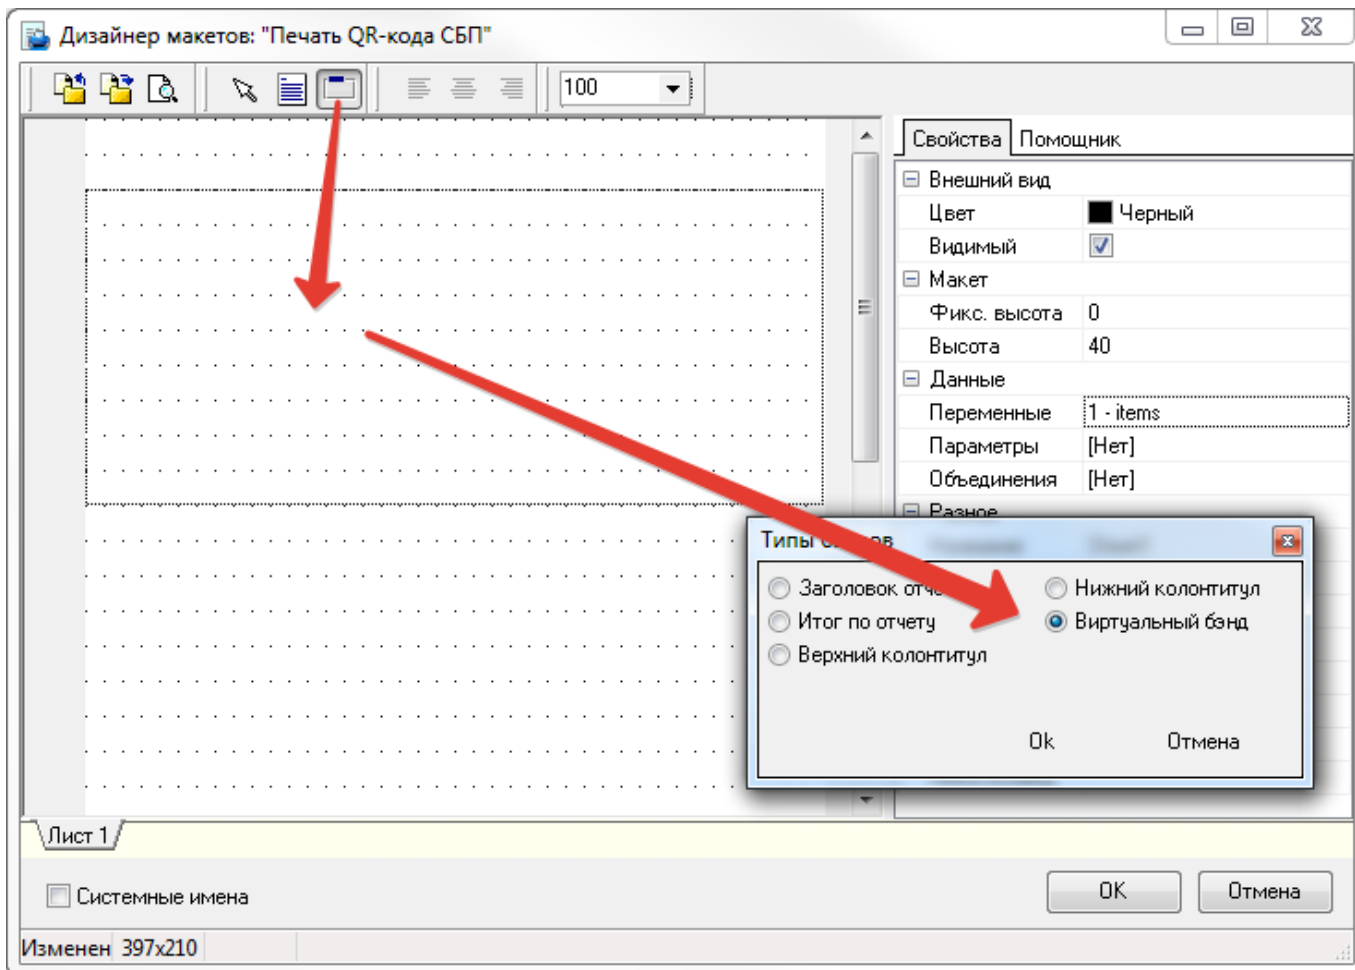 Дизайнер макетов: "Печать QR-кода СБП"
100
Свойства Помощник
Внешний вид
Цвет Черный
Видимый
Макет
Фикс. высота 0
Высота 40
Данные
Переменные 1 - items
Параметры [Нет]
Объединения [Нет]
Разное
Типы
Заголовок Нижний колонтитул
Итог по отчету Виртуальный бэнд
Верхний колонтитул
Ok Отмена
Лист 1
Системные имена
OK Отмена
Изменен 397x210